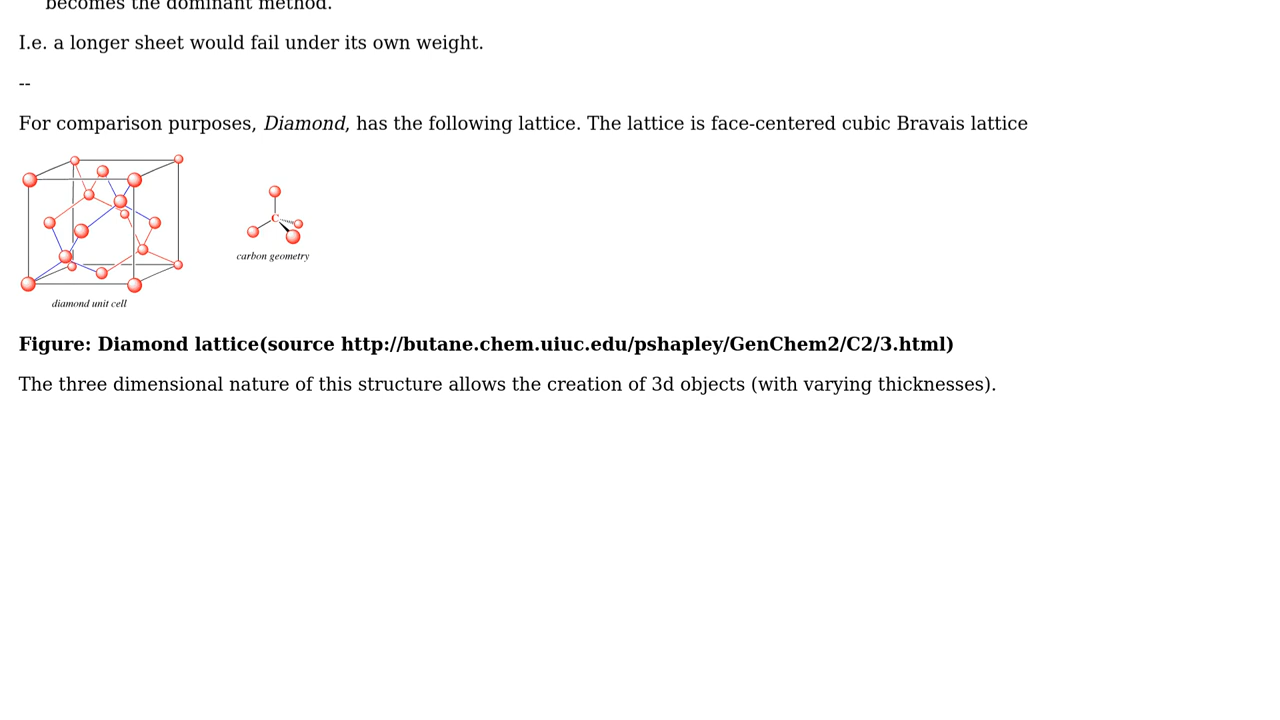 becomes the dominant method.
I.e. a longer sheet would fail under its own weight.
--
For comparison purposes, Diamond, has the following lattice. The lattice is face-centered cubic Bravais lattice
C
carbon geometry
diamond unit cell
Figure: Diamond lattice(source http://butane.chem.uiuc.edu/pshapley/GenChem2/C2/3.html)
The three dimensional nature of this structure allows the creation of 3d objects (with varying thicknesses).